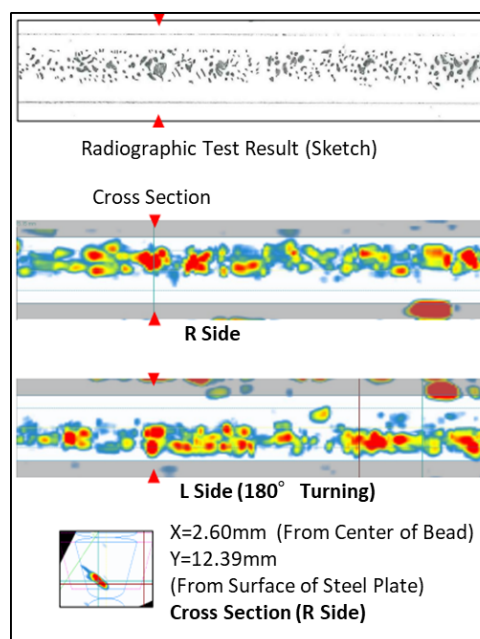 Radiographic Test Result (Sketch)
Cross Section
R Side
L Side (180° Turning)
X=2.60mm (From Center of Bead)
Y=12.39mm
(From Surface of Steel Plate)
Cross Section (R Side)